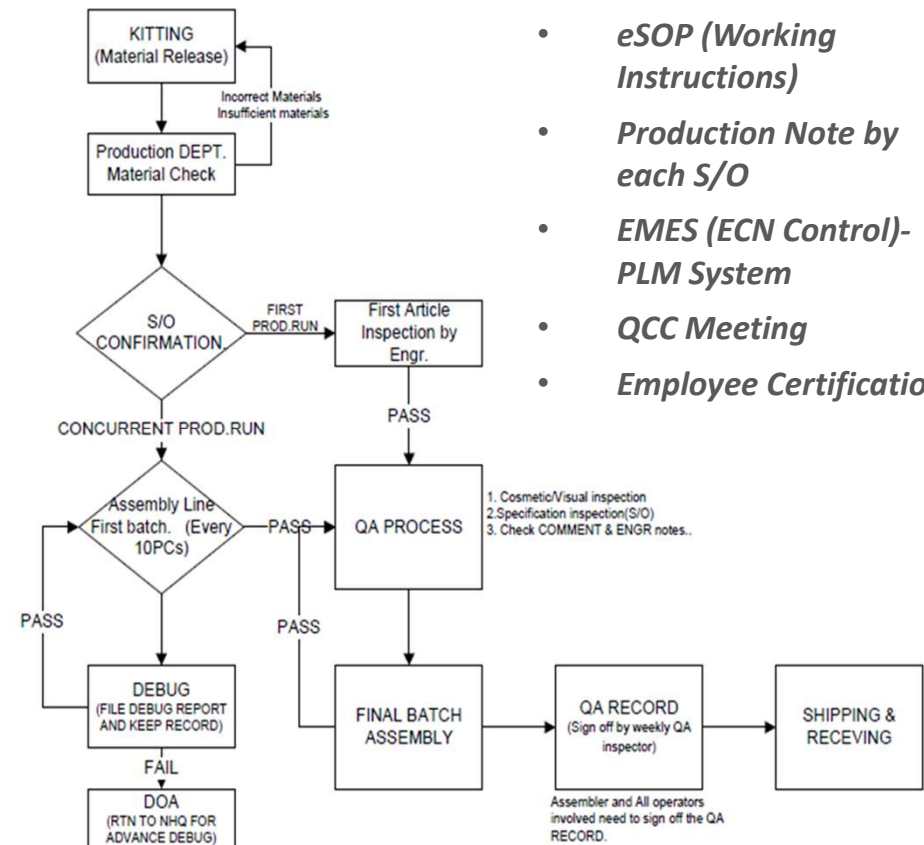 KITTING
(Material Release)
Incorrect Materials
Insufficient materials
Production DEPT.
Material Check
S/O
CONFIRMATION.
FIRST
PROD.RUN
First Article
Inspection by
Engr.
PASS
CONCURRENT PROD.RUN
Assembly Line
First batch. (Every
10PCs)
PASS
QA PROCESS
1. Cosmetic/Visual inspection
2.Specification inspection(S/O)
3. Check COMMENT & ENGR notes..
PASS
PASS
DEBUG
(FILE DEBUG REPORT
AND KEEP RECORD)
FINAL BATCH
ASSEMBLY
QA RECORD
(Sign off by weekly QA
inspector)
SHIPPING &
RECEVING
FAIL
DOA
(RTN TO NHQ FOR
ADVANCE DEBUG)
Assembler and All operators
involved need to sign off the QA
RECORD.
• eSOP (Working
Instructions)
• Production Note by
each S/O
• EMES (ECN Control)-
PLM System
• QCC Meeting
• Employee Certificatio